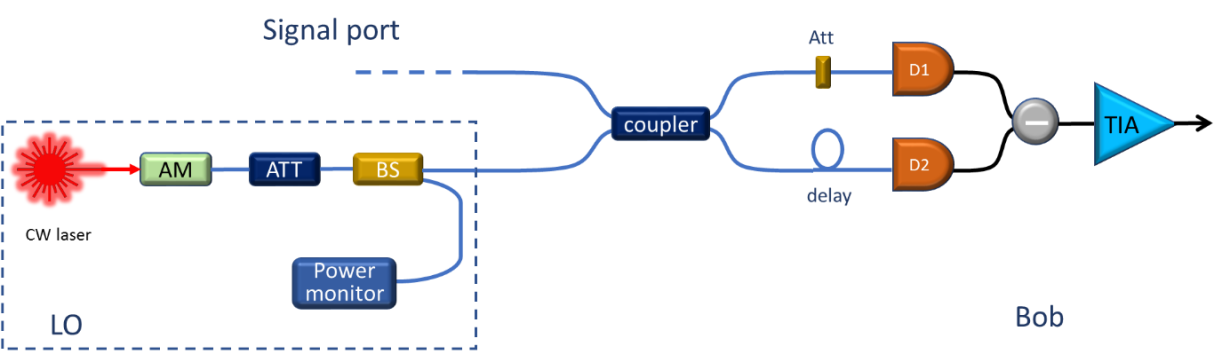 Signal port
Att
D1
coupler
TIA
AM
ATT
BS
D2
delay
CW laser
Power
monitor
LO
Bob